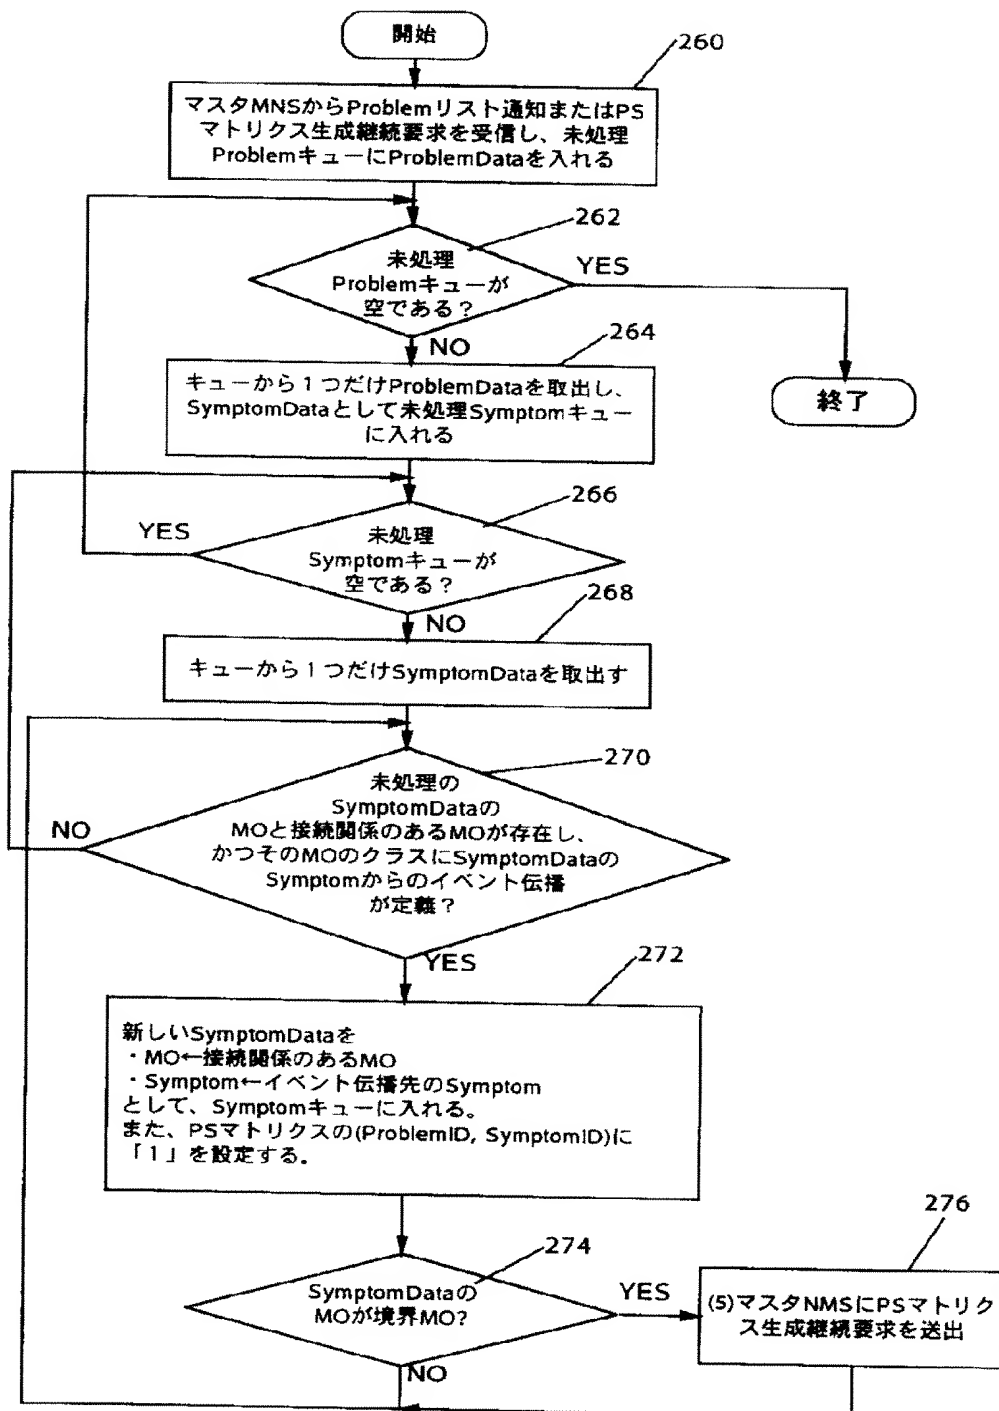 開始
260
マスタMNSからProblemリスト通知またはPS
マトリクス生成継続要求を受信し、未処理
ProblemキューにProblemDataを入れる
262
未処理
Problemキューが
空である？
YES
NO
264
キューから１つだけProblemDataを取出し、
SymptomDataとして未処理Symptomキュー
に入れる
終了
266
YES
未処理
Symptomキューが
空である？
NO
268
キューから１つだけSymptomDataを取出す
270
未処理の
SymptomDataの
MOと接続関係のあるMOが存在し、
かつそのMOのクラスにSymptomDataの
Symptomからのイベント伝播
が定義？
NO
YES
272
新しいSymptomDataを
・MO←接続関係のあるMO
・Symptom←イベント伝播先のSymptom
として、Symptomキューに入れる。
また、PSマトリクスの(ProblemID, SymptomID)に
「１」を設定する。
274
SymptomDataの
MOが境界MO?
YES
NO
276
(5)マスタNMSにPSマトリク
ス生成継続要求を送出